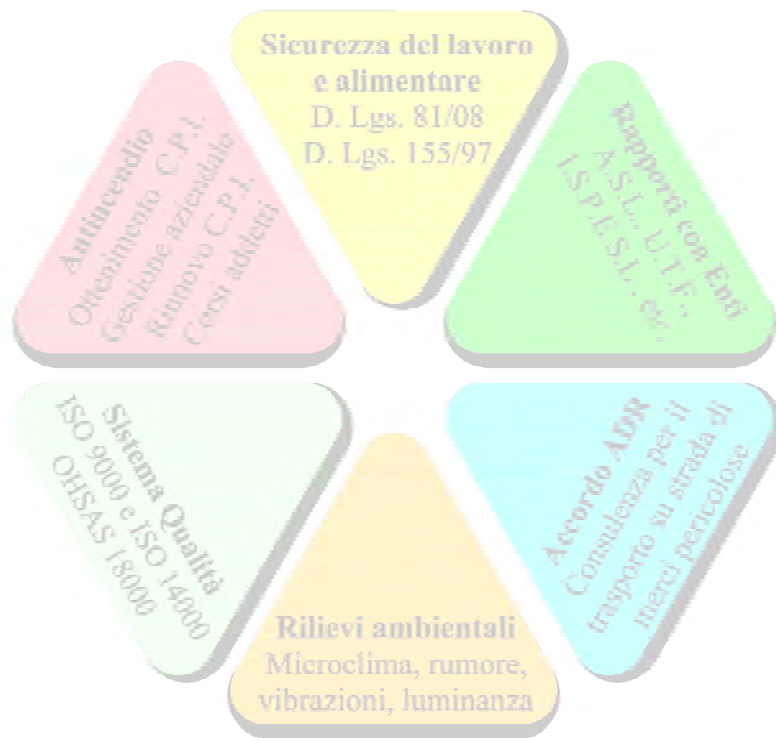 Sicurezza del lavoro
e alimentare
D. Lgs. 81/08
D. Lgs. 155/97
Rapporti con Enti
A.S.L., U.T.F.,
I.S.P.E.S.L., etc.
Accordo ADR
Consulenza per il
trasporto su strada di
merci pericolose
Rilievi ambientali
Microclima, rumore,
vibrazioni, luminanza
Sistema Qualità
ISO 9000 e ISO 14000
OHSAS 18000
Antiucendio
Ottenimento C.P.I.
Gestione aziendale
Rinnovo C.P.I.
Corsi addetti